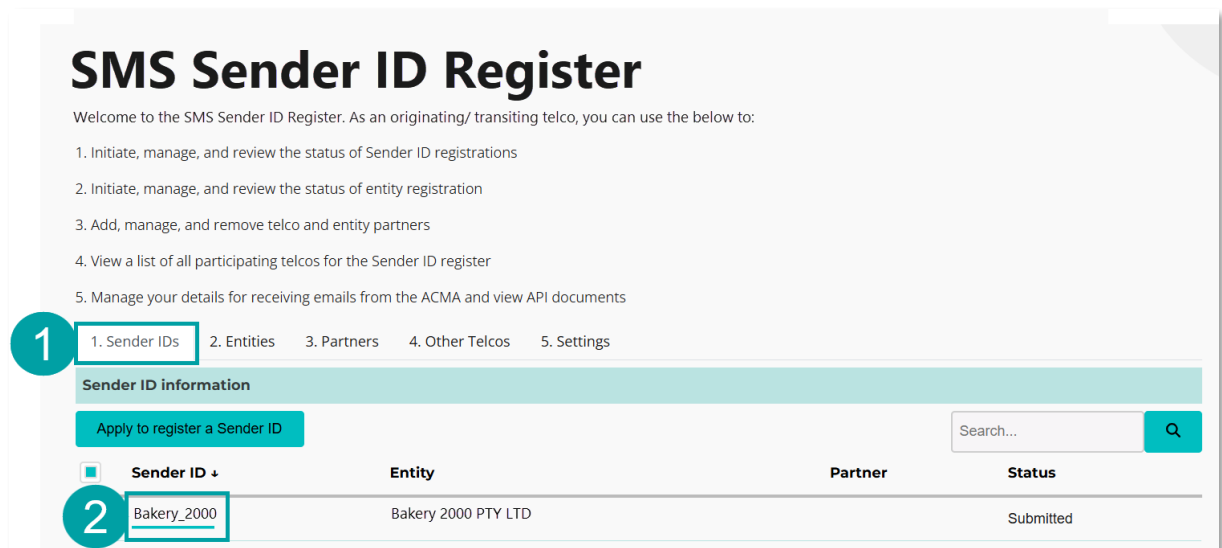 SMS Sender ID Register
Welcome to the SMS Sender ID Register. As an originating/ transiting telco, you can use the below to:
1. Initiate, manage, and review the status of Sender ID registrations
2. Initiate, manage, and review the status of entity registration
3. Add, manage, and remove telco and entity partners
4. View a list of all participating telcos for the Sender ID register
5. Manage your details for receiving emails from the ACMA and view API documents
1 1. Sender IDs 2. Entities 3. Partners 4. Other Telcos 5. Settings
Sender ID information
Apply to register a Sender ID Search...
Sender ID ↓ Entity Partner Status
2 Bakery_2000 Bakery 2000 PTY LTD Submitted